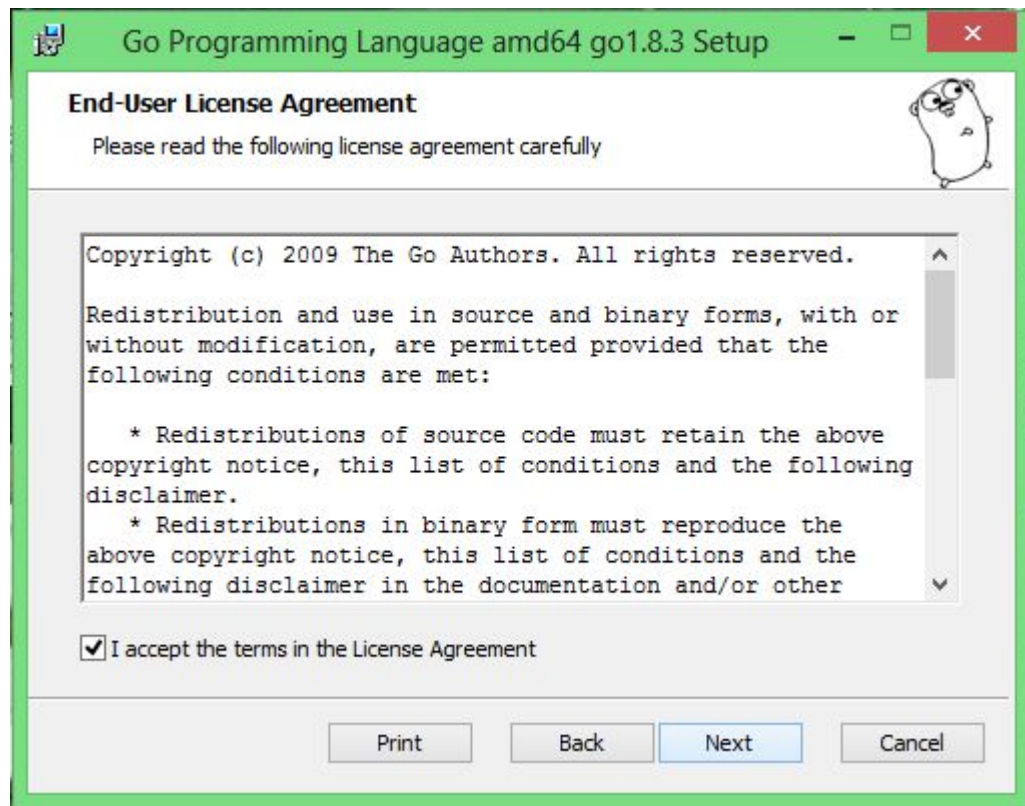 Go Programming Language amd64 go1.8.3 Setup
End-User License Agreement
Please read the following license agreement carefully
Copyright (c) 2009 The Go Authors. All rights reserved.
Redistribution and use in source and binary forms, with or
without modification, are permitted provided that the
following conditions are met:
* Redistributions of source code must retain the above
copyright notice, this list of conditions and the following
disclaimer.
* Redistributions in binary form must reproduce the
above copyright notice, this list of conditions and the
following disclaimer in the documentation and/or other
I accept the terms in the License Agreement
Print Back Next Cancel